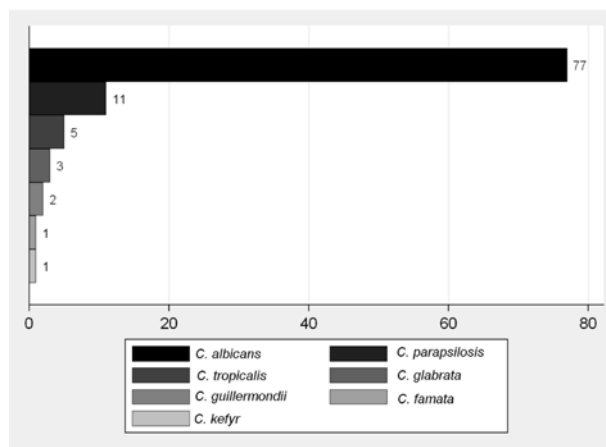 77
11
5
3
2
1
1
0 20 40 60 80
C. albicans C. parapsilosis
C. tropicalis C. glabrata
C. guillermondii C. famata
C. kefyr